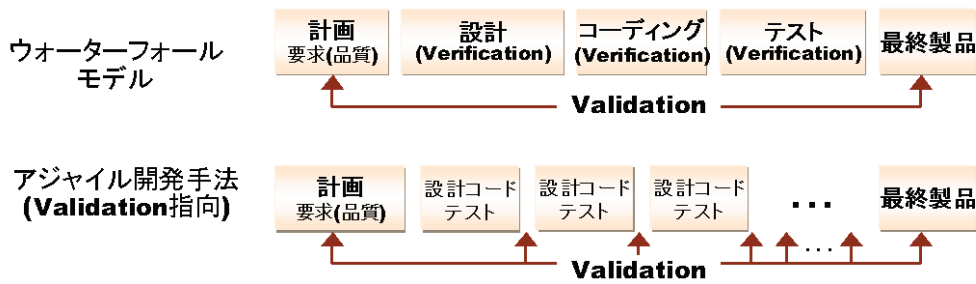 ウォーターフォール
モデル
計画
要求(品質)
設計
(Verification)
コーディング
(Verification)
テスト
(Verification)
最終製品
Validation
アジャイル開発手法
(Validation指向)
計画
要求(品質)
設計コード
テスト
設計コード
テスト
設計コード
テスト
...
最終製品
...
Validation